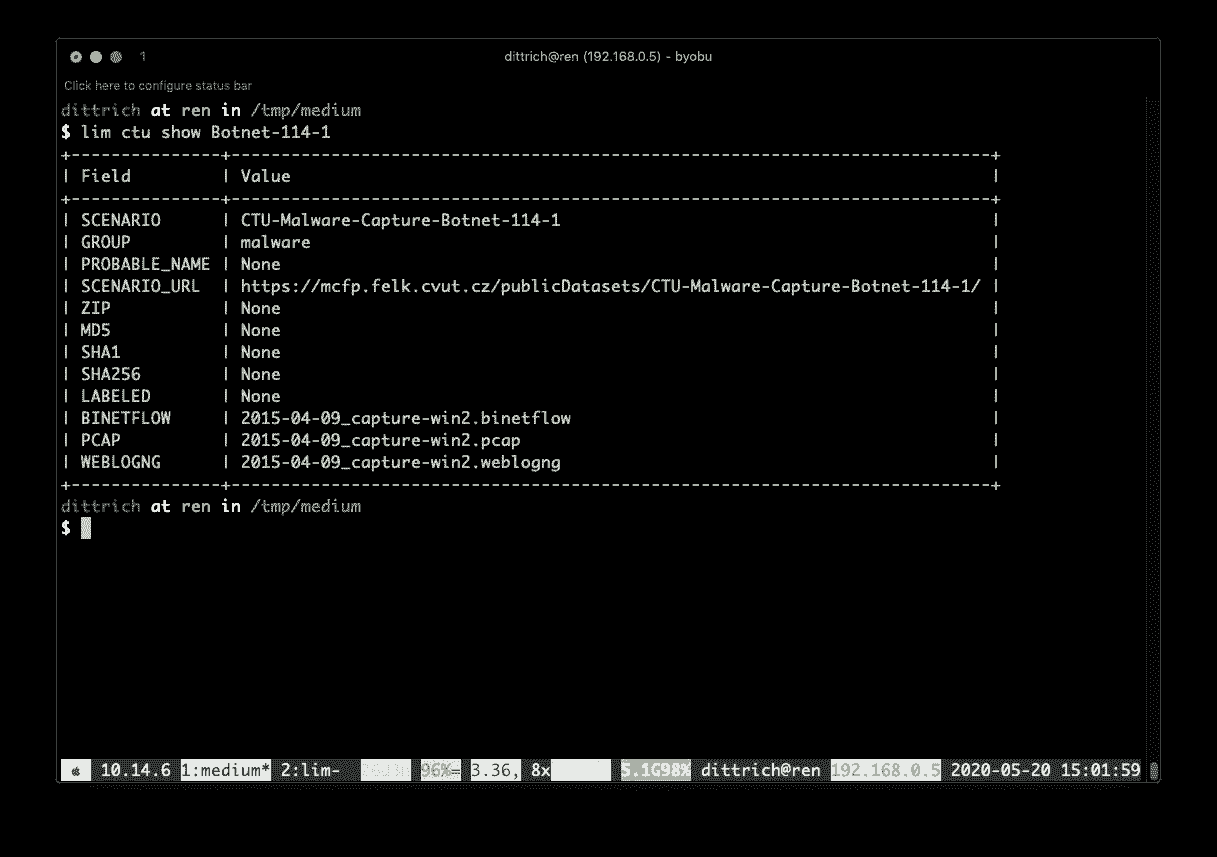 1 dittrich@ren (192.168.0.5) - byobu
Click here to configure status bar
dittrich at ren in /tmp/medium
$ lim ctu show Botnet-114-1
+---------------+----------------------------------------------------------------------------+
| Field | Value |
+---------------+----------------------------------------------------------------------------+
| SCENARIO | CTU-Malware-Capture-Botnet-114-1 |
| GROUP | malware |
| PROBABLE_NAME | None |
| SCENARIO_URL | https://mcfp.felk.cvut.cz/publicDatasets/CTU-Malware-Capture-Botnet-114-1/ |
| ZIP | None |
| MD5 | None |
| SHA1 | None |
| SHA256 | None |
| LABELED | None |
| BINETFLOW | 2015-04-09_capture-win2.binetflow |
| PCAP | 2015-04-09_capture-win2.pcap |
| WEBLOGNG | 2015-04-09_capture-win2.weblogng |
+---------------+----------------------------------------------------------------------------+
dittrich at ren in /tmp/medium
$
10.14.6 1:medium* 2:lim- 96%= 3.36, 8x 5.1G98% dittrich@ren 192.168.0.5 2020-05-20 15:01:59